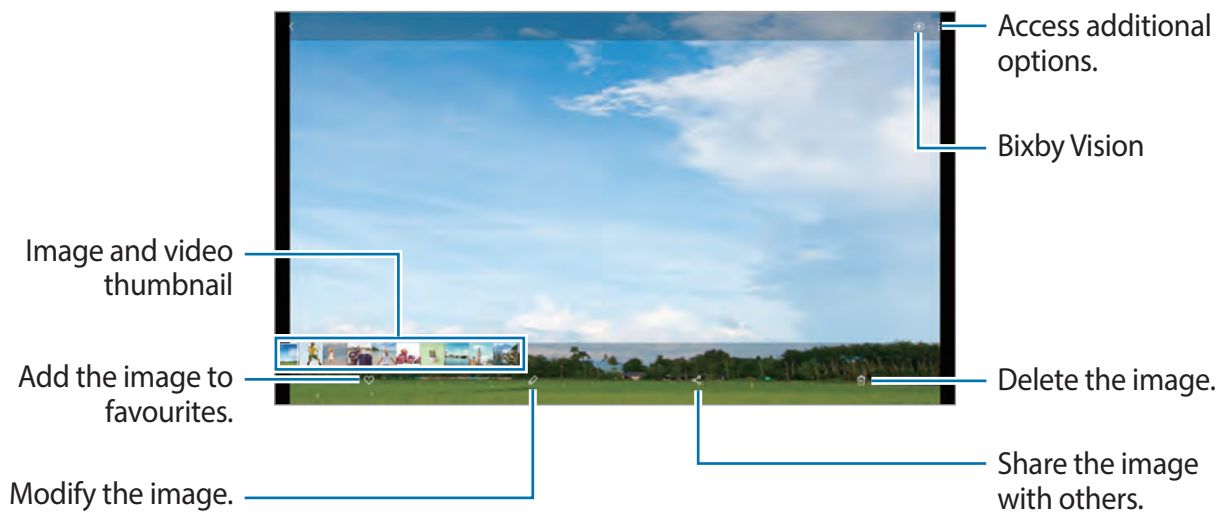 Access additional
options.
Bixby Vision
Image and video
thumbnail
Add the image to
favourites.
Delete the image.
Modify the image.
Share the image
with others.